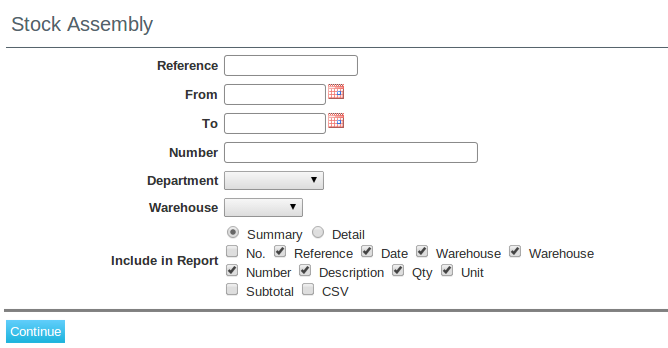 Stock Assembly
Reference
From
To
Number
Department
Warehouse
Summary Detail
Include in Report No. Reference Date Warehouse Warehouse
Number Description Qty Unit
Subtotal CSV
Continue